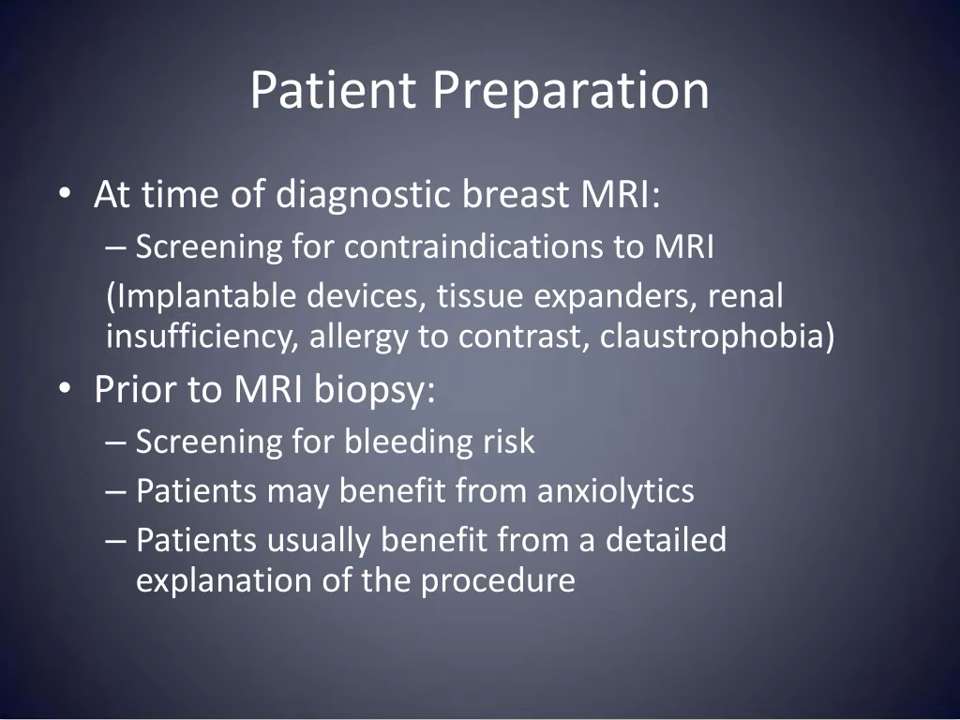 Patient Preparation
• At time of diagnostic breast MRI:
– Screening for contraindications to MRI
(Implantable devices, tissue expanders, renal
insufficiency, allergy to contrast, claustrophobia)
• Prior to MRI biopsy:
– Screening for bleeding risk
– Patients may benefit from anxiolytics
– Patients usually benefit from a detailed
explanation of the procedure